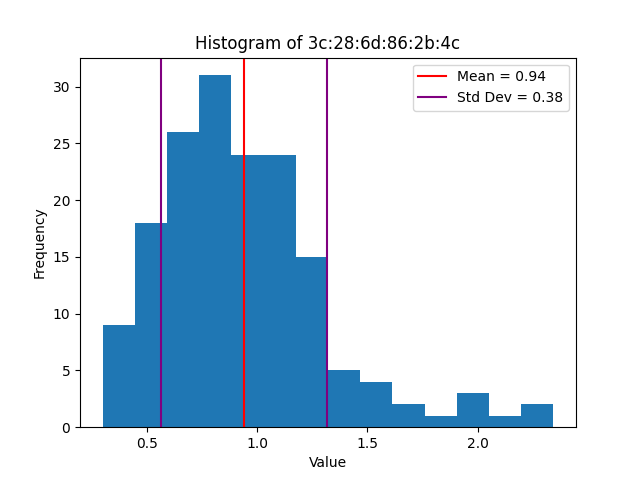 Histogram of 3c:28:6d:86:2b:4c
Mean = 0.94
Std Dev = 0.38
30
25
20
15
10
5
0
Frequency
0.5 1.0 1.5 2.0
Value